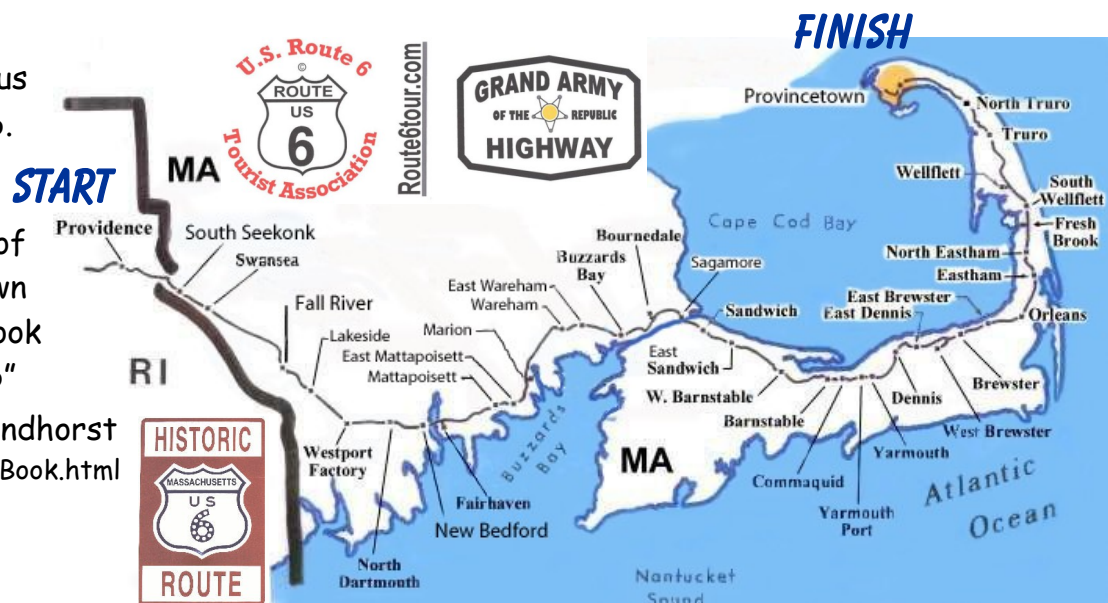 FINISH
us
START
of
wn
ook
"
ndhorst
Book.html
U.S. Route 6
©
ROUTE
US
6
Tourist Association
Route6tour.com
GRAND ARMY
OF THE REPUBLIC
HIGHWAY
MA
RI
HISTORIC
MASSACHUSETTS
US
6
ROUTE
Providence
South Seekonk
Swansea
Fall River
Lakeside
East Mattapoisett
Mattapoisett
Marion
Westport
Factory
North
Dartmouth
New Bedford
Fairhaven
East Wareham
Wareham
Buzzards
Bay
Bournedale
Sagamore
Buzzards
Bay
Cape Cod Bay
Sandwich
East
Sandwich
W. Barnstable
Barnstable
MA
Commaquid
Yarmouth
Port
Yarmouth
Dennis
West Brewster
Brewster
East Brewster
East Dennis
Orleans
Eastham
North Eastham
Fresh
Brook
South
Wellflett
Wellflett
Truro
North Truro
Provincetown
Atlantic
Ocean
Nantucket
Sound